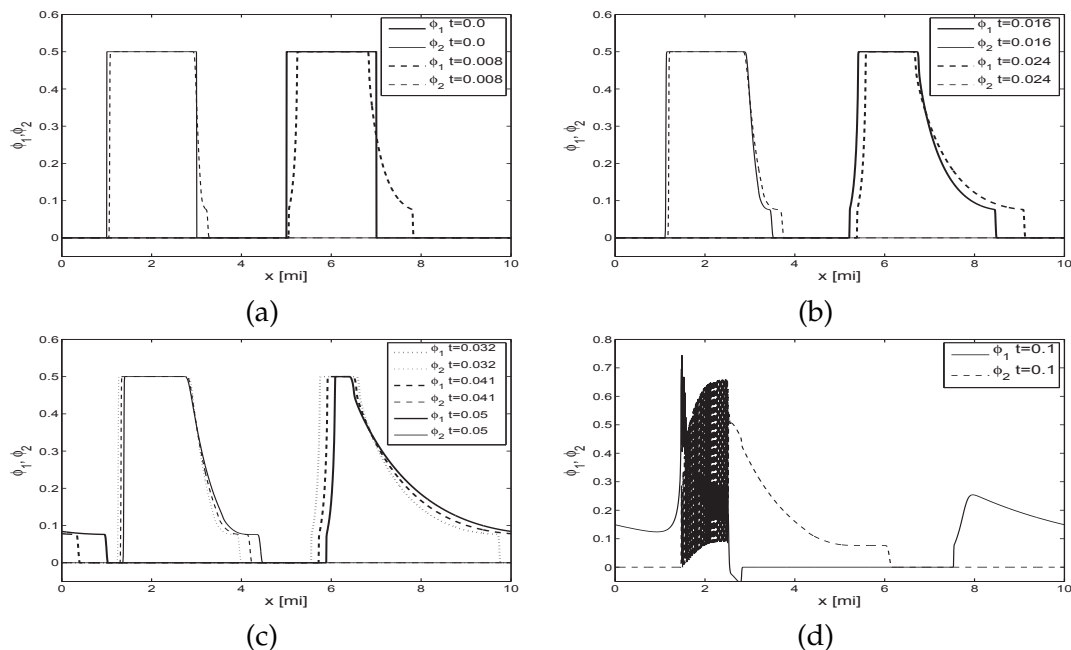 0.6
0.5
0.4
0.3
0.2
0.1
0
ϕ₁,ϕ₂
ϕ₁ t=0.0
ϕ₂ t=0.0
ϕ₁ t=0.008
ϕ₂ t=0.008
0 2 4 6 8 10
x [mi]
(a)
0.6
0.5
0.4
0.3
0.2
0.1
0
ϕ₁, ϕ₂
ϕ₁ t=0.016
ϕ₂ t=0.016
ϕ₁ t=0.024
ϕ₂ t=0.024
0 2 4 6 8 10
x [mi]
(b)
0.6
0.5
0.4
0.3
0.2
0.1
0
ϕ₁, ϕ₂
ϕ₁ t=0.032
ϕ₂ t=0.032
ϕ₁ t=0.041
ϕ₂ t=0.041
ϕ₁ t=0.05
ϕ₂ t=0.05
0 2 4 6 8 10
x [mi]
(c)
0.8
0.7
0.6
0.5
0.4
0.3
0.2
0.1
0
ϕ₁, ϕ₂
ϕ₁ t=0.1
ϕ₂ t=0.1
0 2 4 6 8 10
x [mi]
(d)